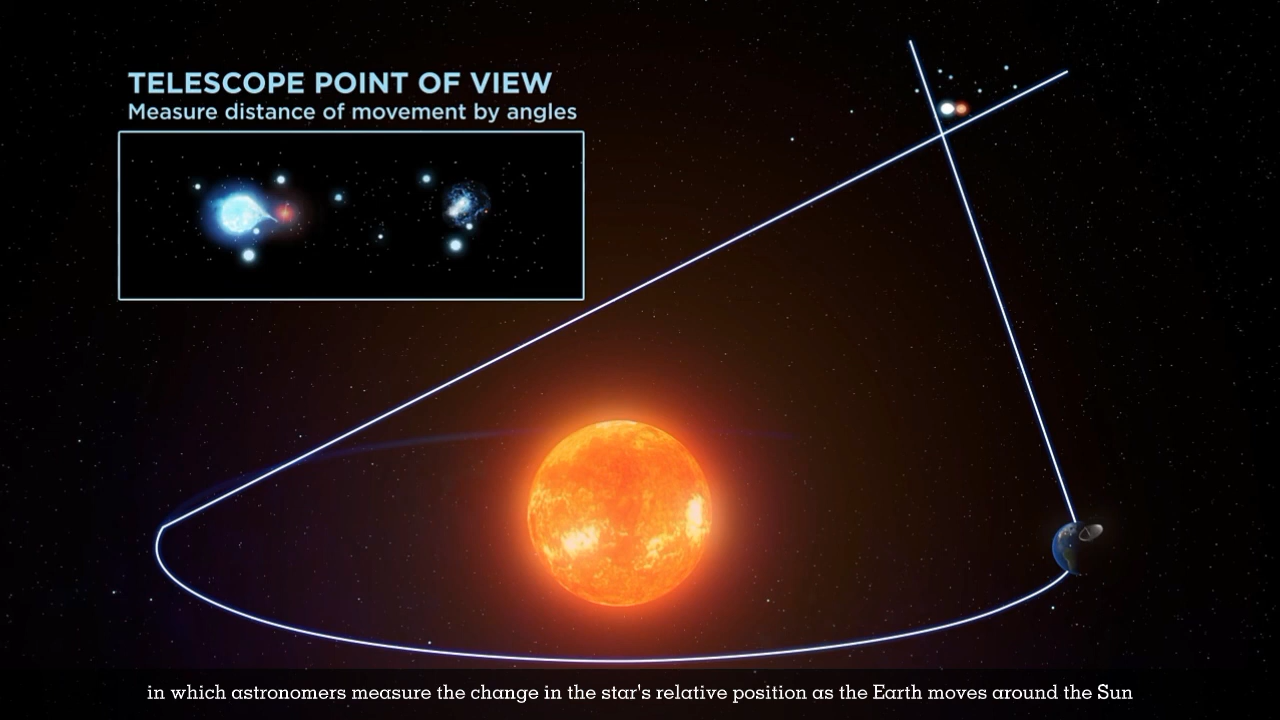 TELESCOPE POINT OF VIEW
Measure distance of movement by angles
in which astronomers measure the change in the star's relative position as the Earth moves around the Sun